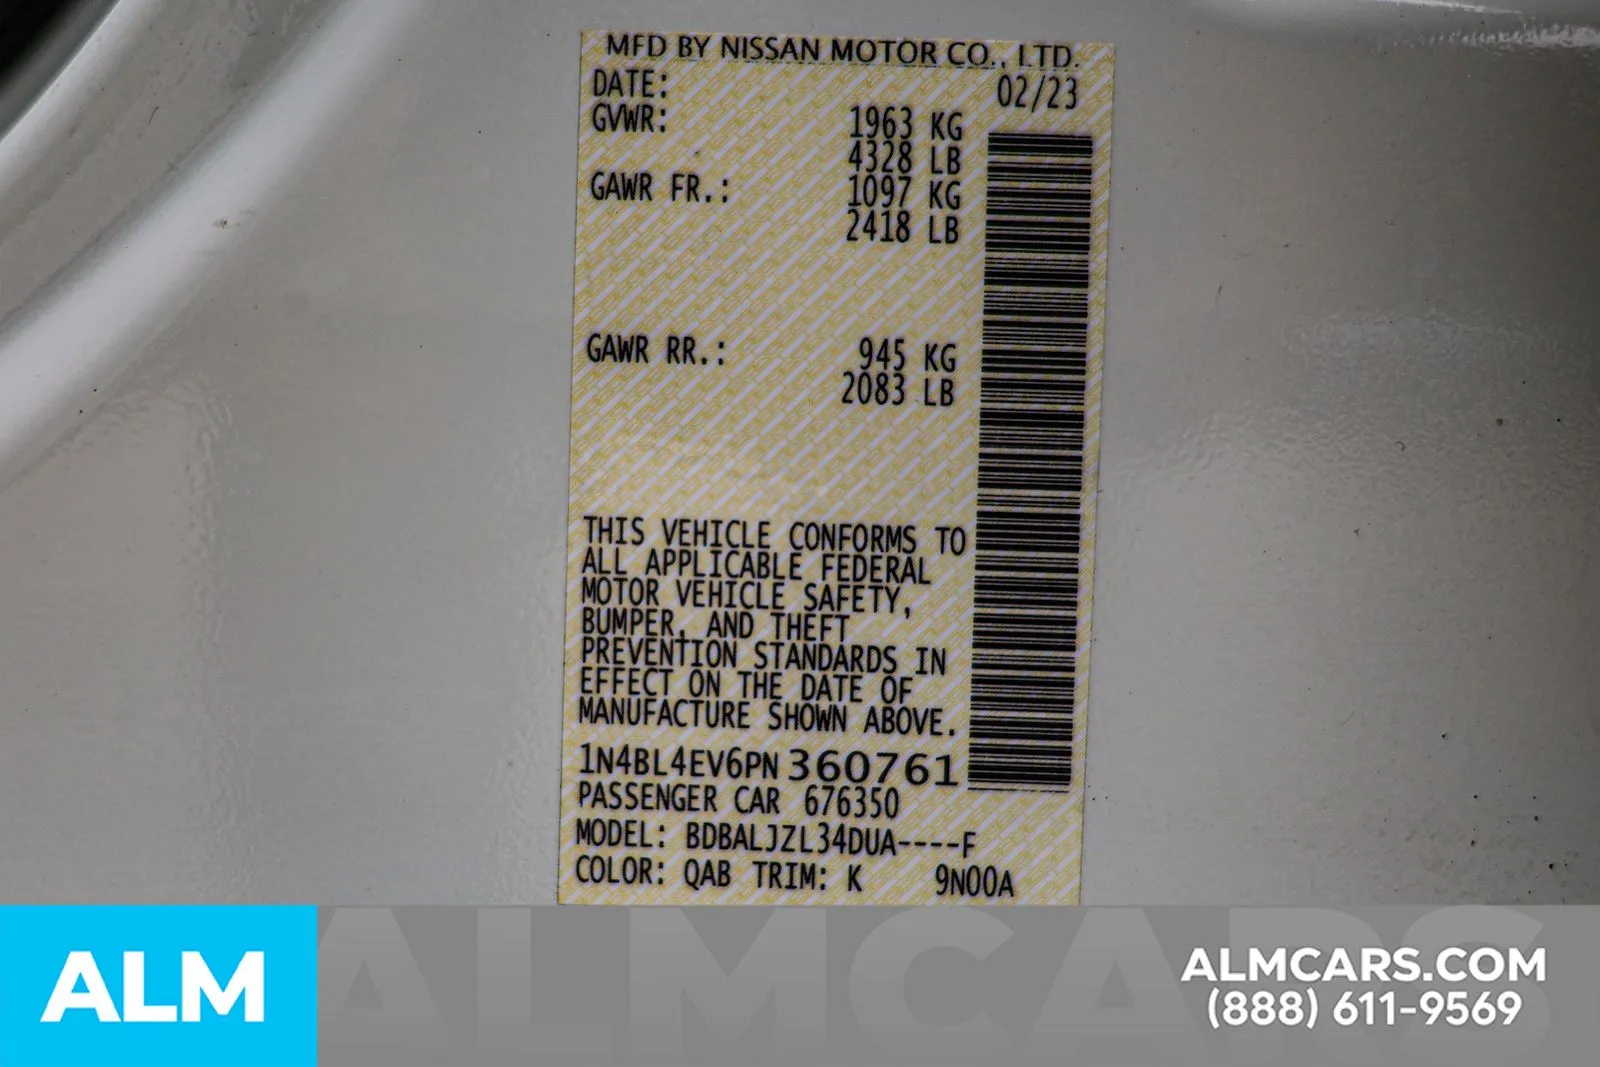 MFD BY NISSAN MOTOR CO., LTD.
DATE: 02/23
GVWR: 1963 KG
4328 LB
GAWR FR.: 1097 KG
2418 LB
GAWR RR.: 945 KG
2083 LB
THIS VEHICLE CONFORMS TO
ALL APPLICABLE FEDERAL
MOTOR VEHICLE SAFETY,
BUMPER, AND THEFT
PREVENTION STANDARDS IN
EFFECT ON THE DATE OF
MANUFACTURE SHOWN ABOVE.
1N4BL4EV6PN360761
PASSENGER CAR 676350
MODEL: BDBALJZL34DUA----F
COLOR: QAB TRIM: K 9N00A
ALM
ALMCARS
ALMCARS.COM
(888) 611-9569